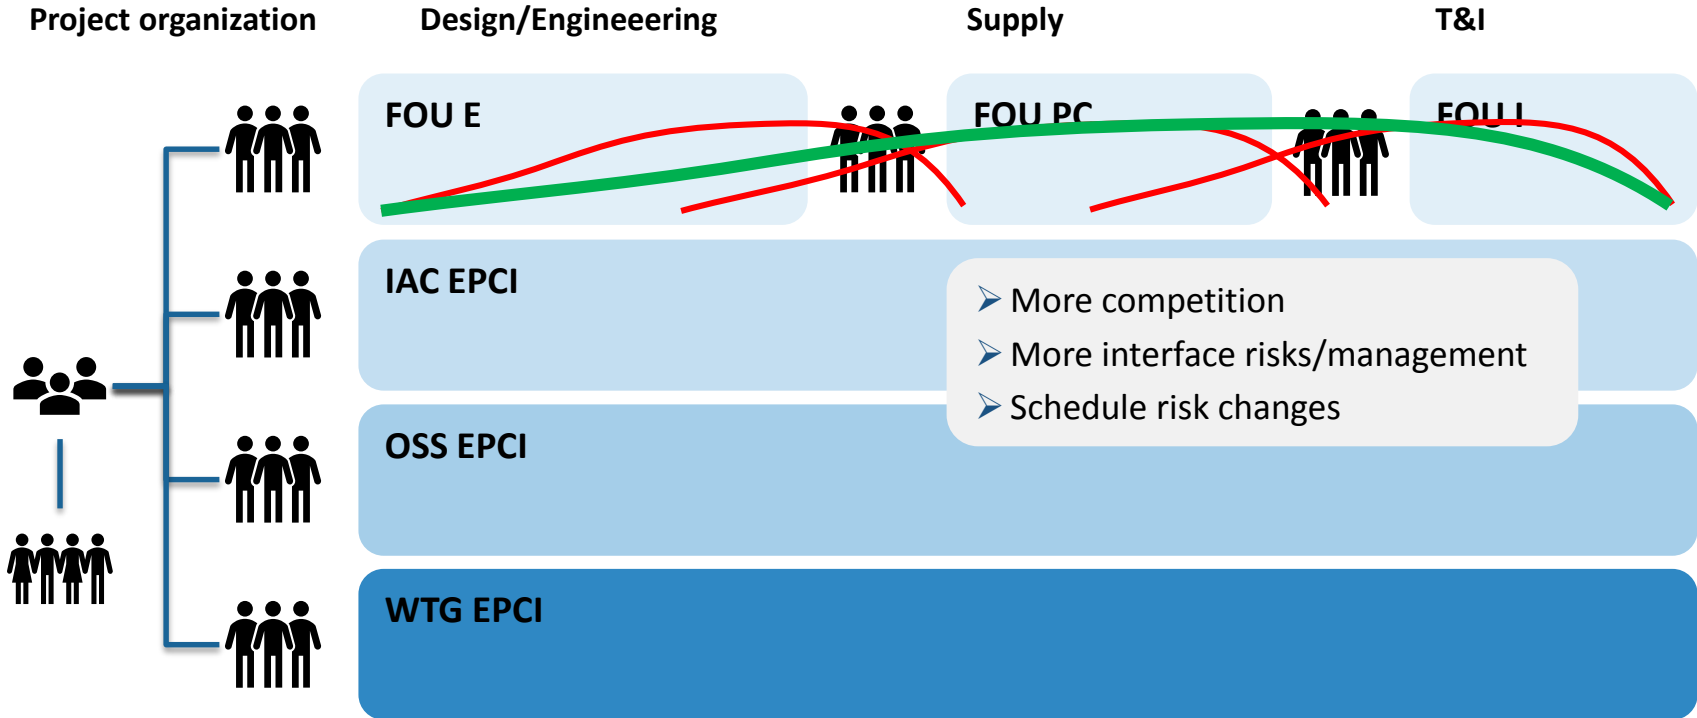 Project organization
Design/Engineeering
Supply
T&I
FOU E
FOU PC
FOU I
IAC EPCI
More competition
More interface risks/management
Schedule risk changes
OSS EPCI
WTG EPCI